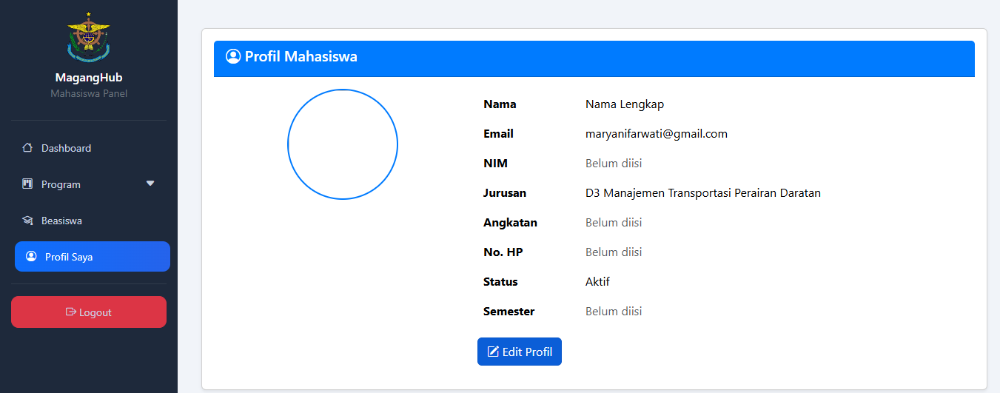 MagangHub
Mahasiswa Panel
Dashboard
Program
Beasiswa
Profil Saya
Logout
Profil Mahasiswa
Nama Nama Lengkap
Email maryanifarwati@gmail.com
NIM Belum diisi
Jurusan D3 Manajemen Transportasi Perairan Daratan
Angkatan Belum diisi
No. HP Belum diisi
Status Aktif
Semester Belum diisi
Edit Profil